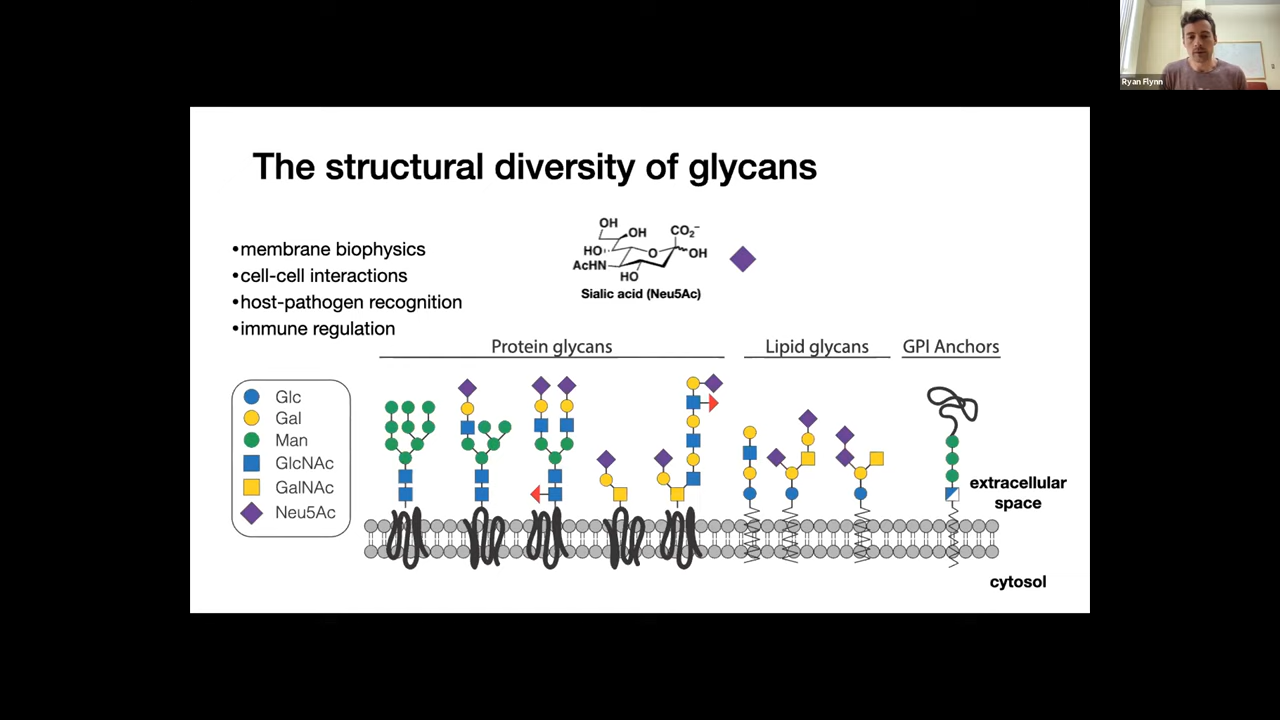 Ryan Flynn
The structural diversity of glycans
•membrane biophysics
•cell-cell interactions
•host-pathogen recognition
•immune regulation
OH
OH
CO₂⁻
HO
O
OH
AcHN
HO
Sialic acid (Neu5Ac)
Protein glycans
Lipid glycans
GPI Anchors
Glc
Gal
Man
GlcNAc
GalNAc
Neu5Ac
extracellular
space
cytosol